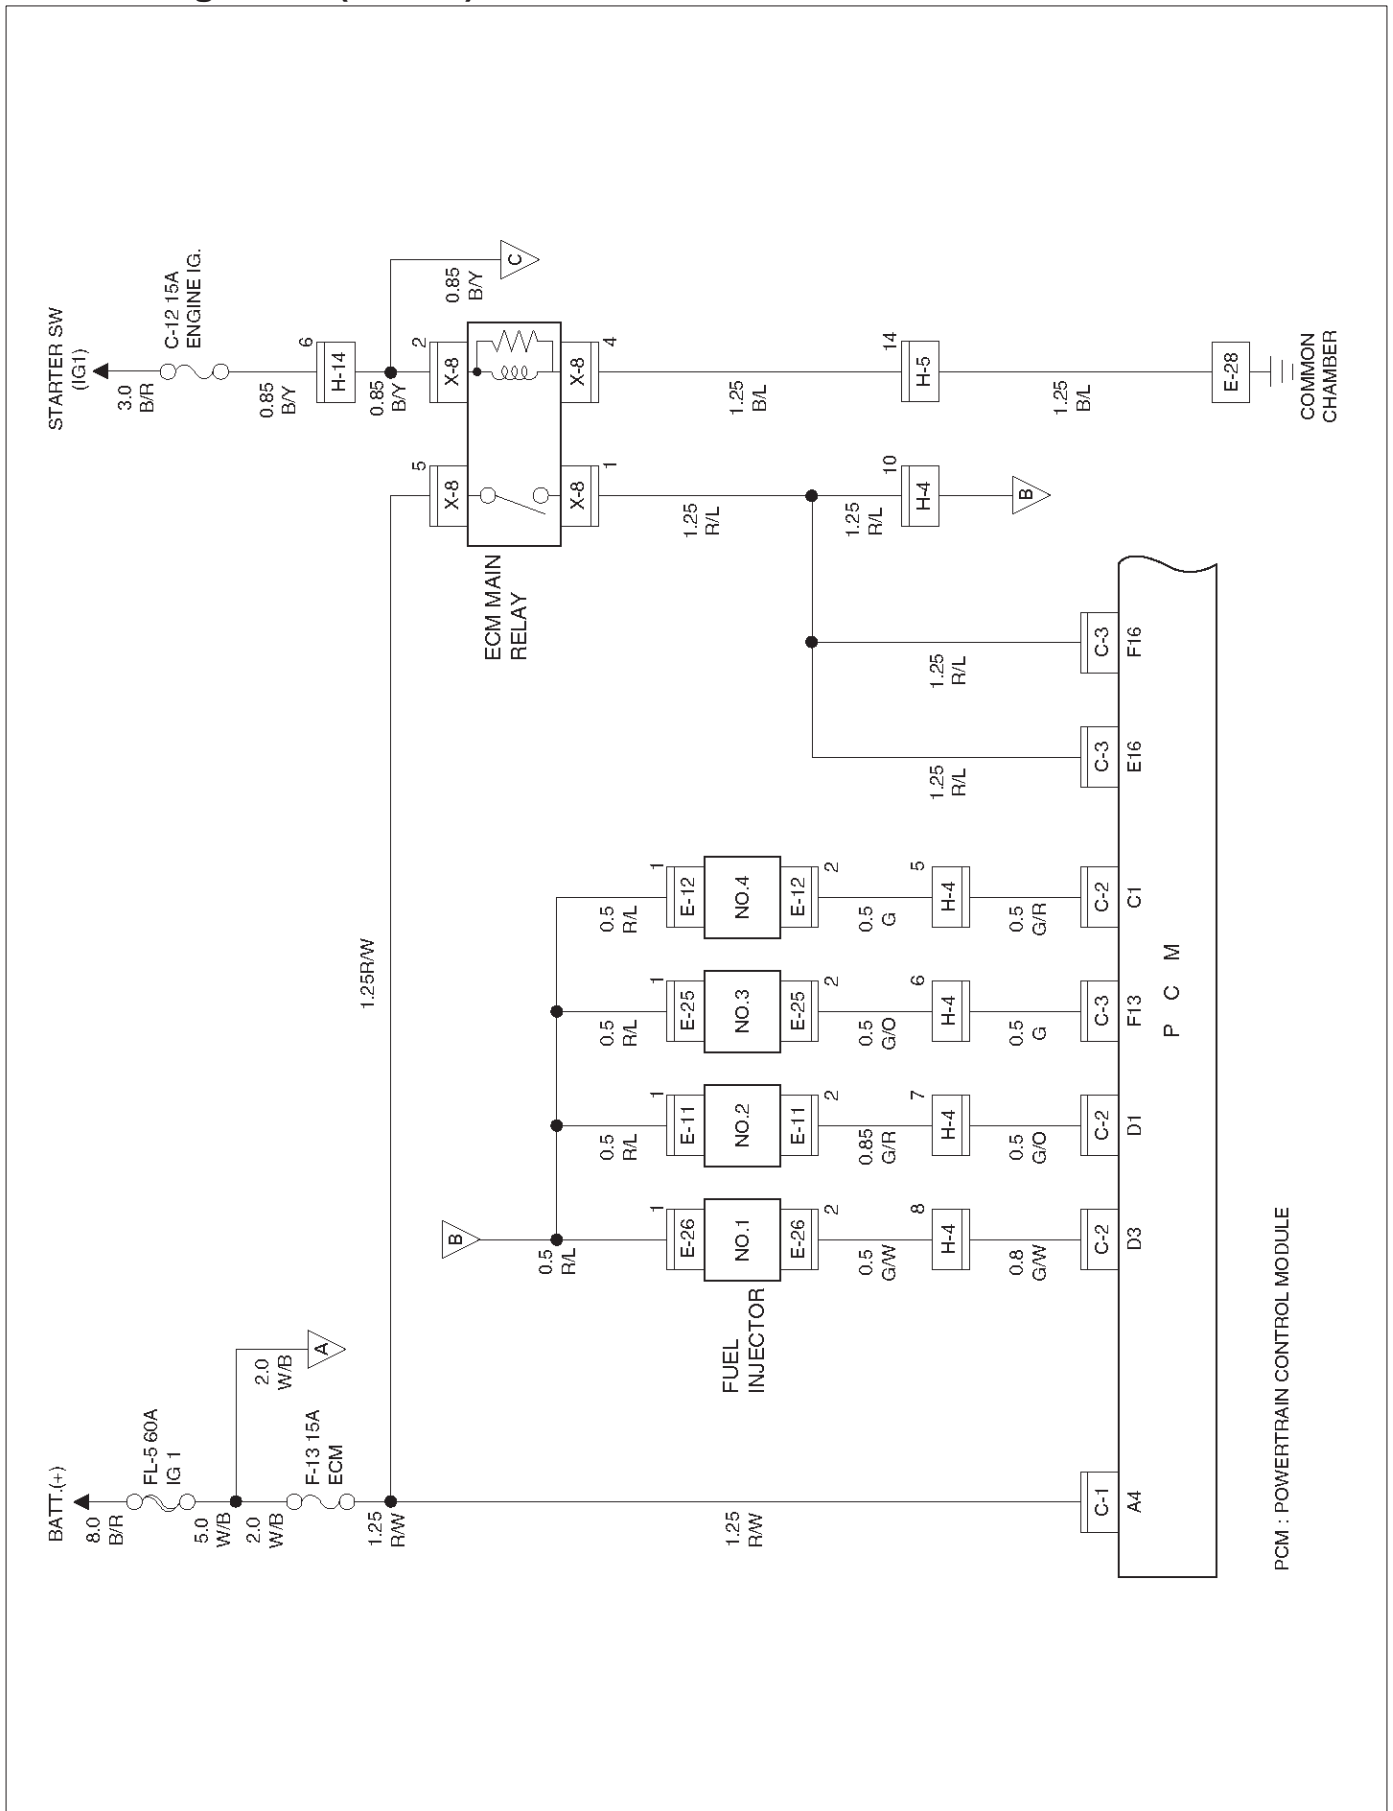 BATT.(+)
8.0
B/R
FL-5 60A
IG 1
5.0
W/B
2.0
W/B
2.0
W/B
A
F-13 15A
ECM
1.25
R/W
1.25R/W
STARTER SW
(IG1)
3.0
B/R
C-12 15A
ENGINE IG.
0.85
B/Y
6
H-14
0.85
B/Y
0.85
B/Y
C
5
X-8
2
X-8
ECM MAIN
RELAY
X-8
1
X-8
4
B
0.5
R/L
0.5
R/L
0.5
R/L
0.5
R/L
1.25
R/L
1.25
B/L
1
E-26
1
E-11
1
E-25
1
E-12
FUEL
INJECTOR
NO.1
NO.2
NO.3
NO.4
E-26
2
E-11
2
E-25
2
E-12
2
1.25
R/W
0.5
G/W
0.85
G/R
0.5
G/O
0.5
G
1.25
R/L
8
H-4
7
H-4
6
H-4
5
H-4
10
H-4
14
H-5
0.8
G/W
0.5
G/O
0.5
G
0.5
G/R
1.25
R/L
1.25
R/L
B
1.25
B/L
C-1
C-2
C-2
C-3
C-2
C-3
C-3
A4
D3
D1
F13
C1
E16
F16
P C M
E-28
COMMON
CHAMBER
PCM : POWERTRAIN CONTROL MODULE